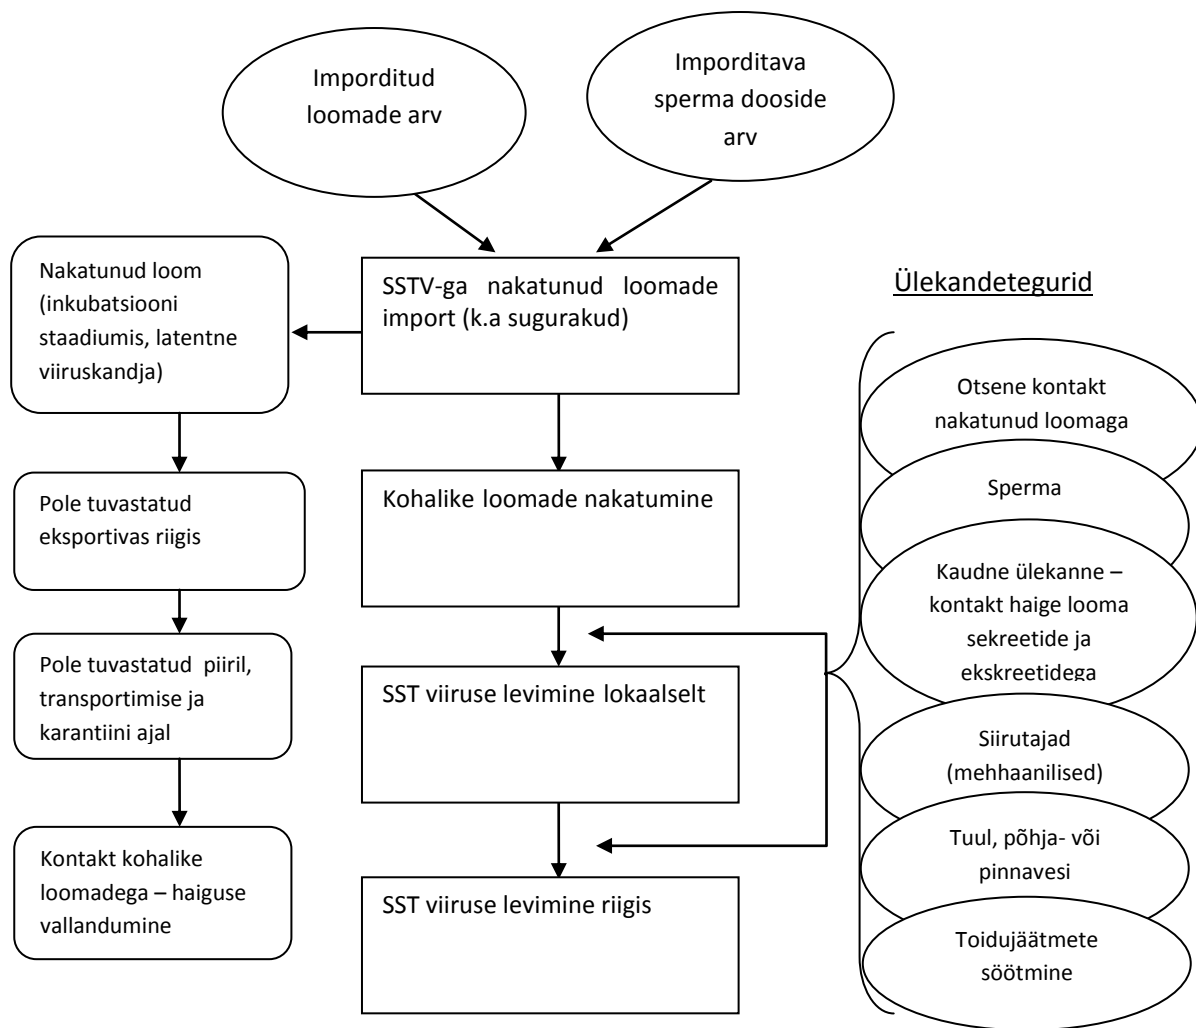 Imporditud
loomade arv
Imporditava
sperma dooside
arv
Nakatunud loom
(inkubatsiooni
staadiumis, latentne
viiruskandja)
SSTV-ga nakatunud loomade
import (k.a sugurakud)
Ülekandetegurid
Otsene kontakt
nakatunud loomaga
Pole tuvastatud
eksportivas riigis
Kohalike loomade nakatumine
Sperma
Kaudne ülekanne –
kontakt haige looma
sekreetide ja
ekskreetidega
Pole tuvastatud piiril,
transportimise ja
karantiini ajal
SST viiruse levimine lokaalselt
Siirutajad
(mehhaanilised)
Kontakt kohalike
loomadega – haiguse
vallandumine
SST viiruse levimine riigis
Tuul, põhja- või
pinnavesi
Toidujäätmete
söötmine